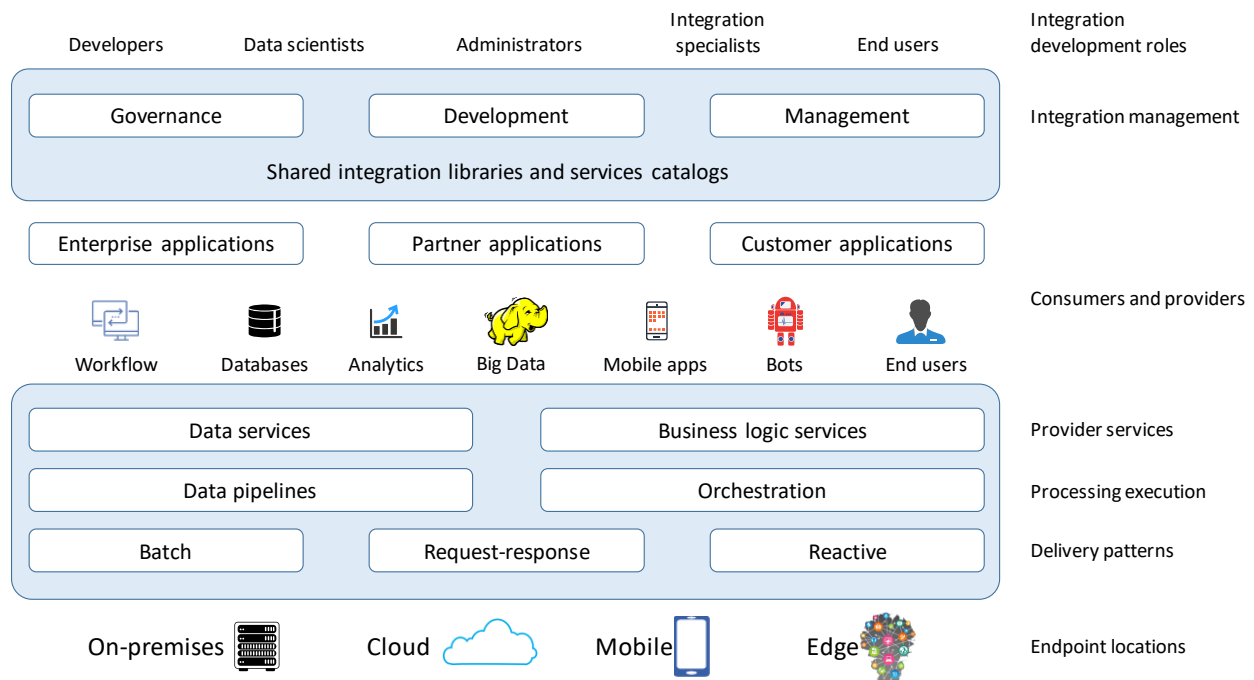 Developers
Data scientists
Administrators
Integration
specialists
End users
Integration
development roles
Governance
Development
Management
Integration management
Shared integration libraries and services catalogs
Enterprise applications
Partner applications
Customer applications
Consumers and providers
Workflow
Databases
Analytics
Big Data
Mobile apps
Bots
End users
Data services
Business logic services
Provider services
Data pipelines
Orchestration
Processing execution
Batch
Request-response
Reactive
Delivery patterns
On-premises
Cloud
Mobile
Edge
Endpoint locations